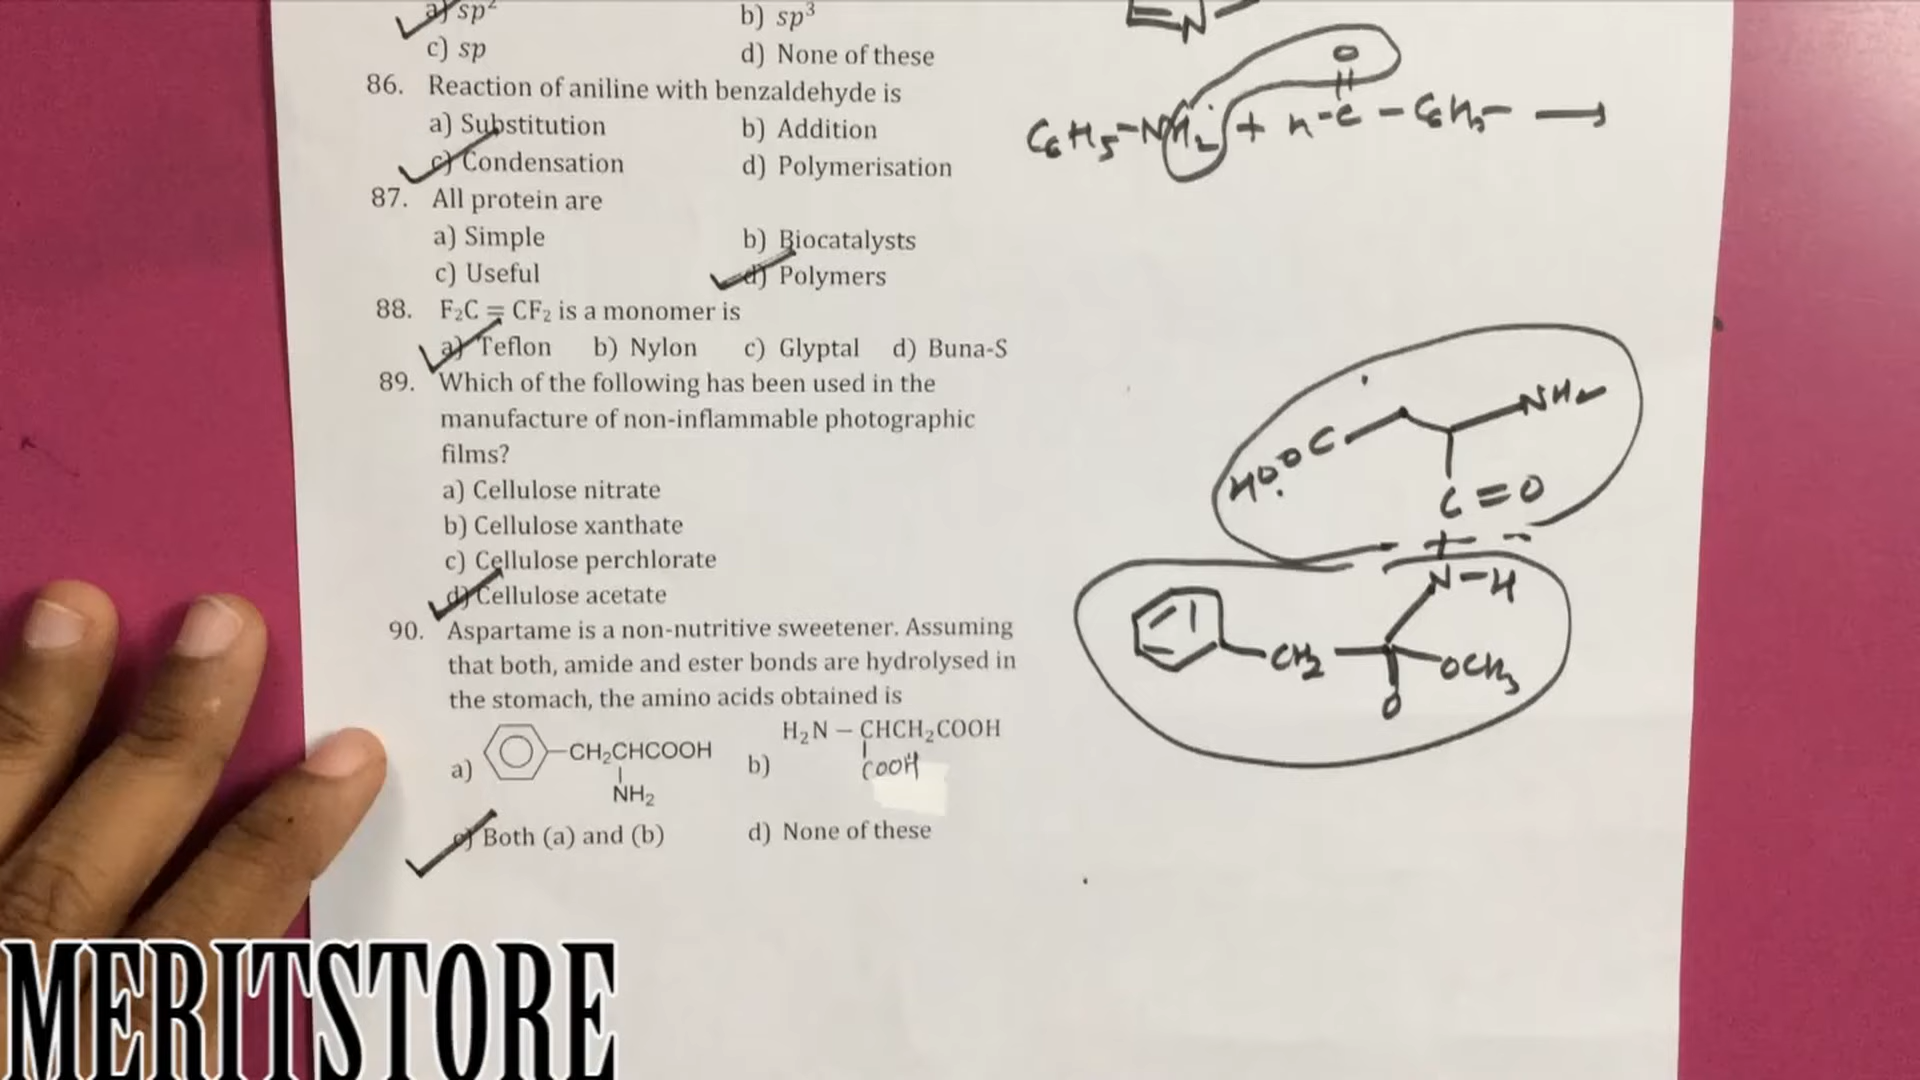 a) sp²
b) sp³
c) sp
d) None of these
86. Reaction of aniline with benzaldehyde is
a) Substitution
b) Addition
c) Condensation
d) Polymerisation
87. All protein are
a) Simple
b) Biocatalysts
c) Useful
d) Polymers
88. F₂C = CF₂ is a monomer is
a) Teflon b) Nylon c) Glyptal d) Buna-S
89. Which of the following has been used in the
manufacture of non-inflammable photographic
films?
a) Cellulose nitrate
b) Cellulose xanthate
c) Cellulose perchlorate
d) Cellulose acetate
90. Aspartame is a non-nutritive sweetener. Assuming
that both, amide and ester bonds are hydrolysed in
the stomach, the amino acids obtained is
a) CH₂CHCOOH
NH₂
b) H₂N – CHCH₂COOH
COOH
c) Both (a) and (b)
d) None of these
N
O
C₆H₅-NH₂ + H-C-C₆H₅ →
HOOC
NH₂
C=O
N-H
CH₂
OCH₃
O
MERITSTORE